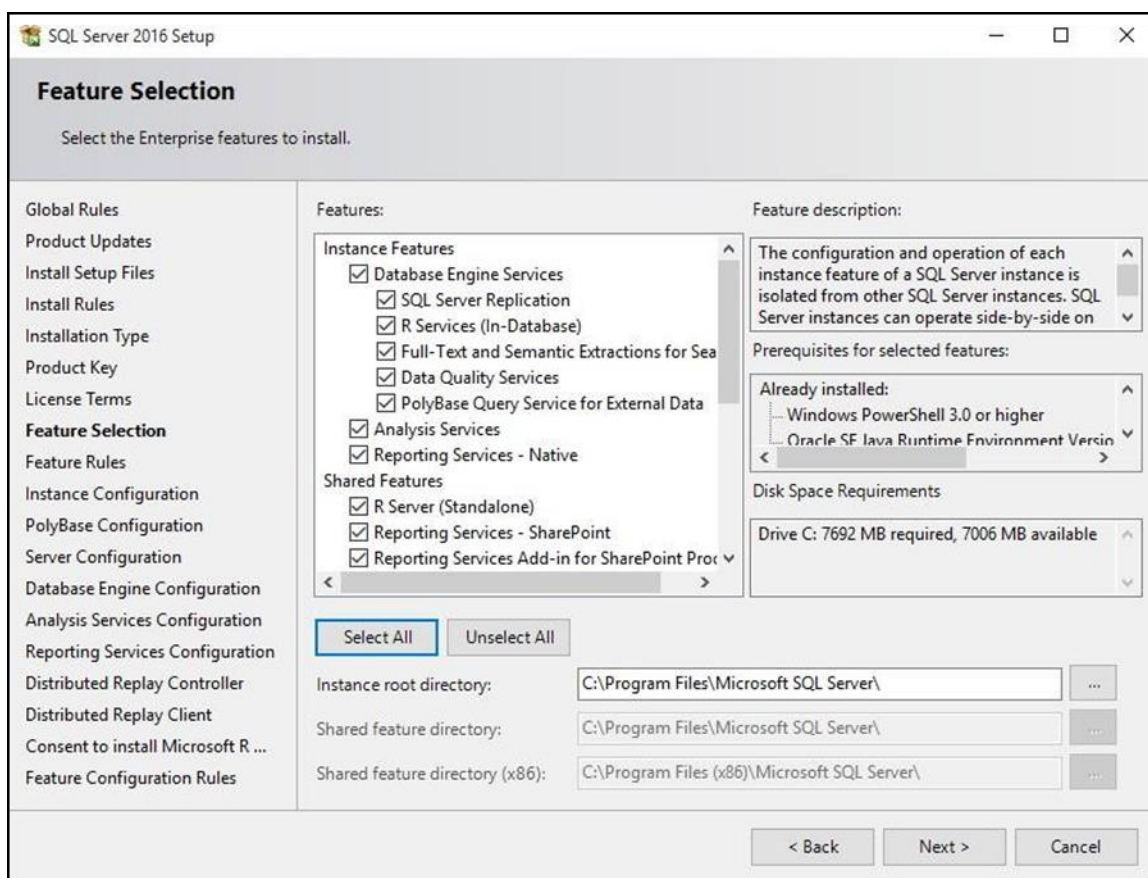 SQL Server 2016 Setup
Feature Selection
Select the Enterprise features to install.
Global Rules
Product Updates
Install Setup Files
Install Rules
Installation Type
Product Key
License Terms
Feature Selection
Feature Rules
Instance Configuration
PolyBase Configuration
Server Configuration
Database Engine Configuration
Analysis Services Configuration
Reporting Services Configuration
Distributed Replay Controller
Distributed Replay Client
Consent to install Microsoft R ...
Feature Configuration Rules
Features:
Instance Features
Database Engine Services
SQL Server Replication
R Services (In-Database)
Full-Text and Semantic Extractions for Sea
Data Quality Services
PolyBase Query Service for External Data
Analysis Services
Reporting Services - Native
Shared Features
R Server (Standalone)
Reporting Services - SharePoint
Reporting Services Add-in for SharePoint Proc
Feature description:
The configuration and operation of each
instance feature of a SQL Server instance is
isolated from other SQL Server instances. SQL
Server instances can operate side-by-side on
Prerequisites for selected features:
Already installed:
Windows PowerShell 3.0 or higher
Oracle SE Java Runtime Environment Versio
Disk Space Requirements
Drive C: 7692 MB required, 7006 MB available
Select All
Unselect All
Instance root directory:
C:\Program Files\Microsoft SQL Server\
...
Shared feature directory:
C:\Program Files\Microsoft SQL Server\
...
Shared feature directory (x86):
C:\Program Files (x86)\Microsoft SQL Server\
...
< Back
Next >
Cancel